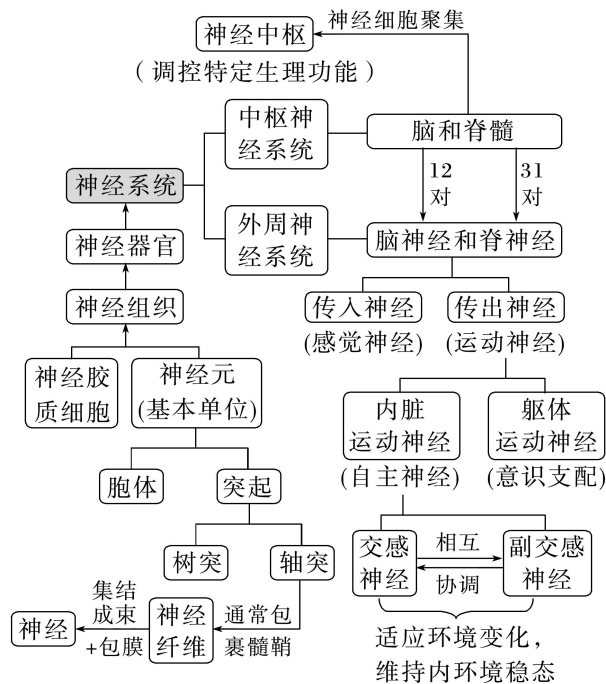 神经中枢
神经细胞聚集
(调控特定生理功能)
中枢神
经系统
脑和脊髓
12
对
31
对
神经系统
外周神
经系统
脑神经和脊神经
神经器官
神经组织
传入神经
传出神经
(感觉神经)
(运动神经)
神经胶
质细胞
神经元
(基本单位)
内脏
运动神经
躯体
运动神经
(自主神经)
(意识支配)
胞体
突起
树突
轴突
交感
神经
相互
协调
副交感
神经
神经
集结
成束
+包膜
神经
纤维
通常包
裹髓鞘
适应环境变化，
维持内环境稳态